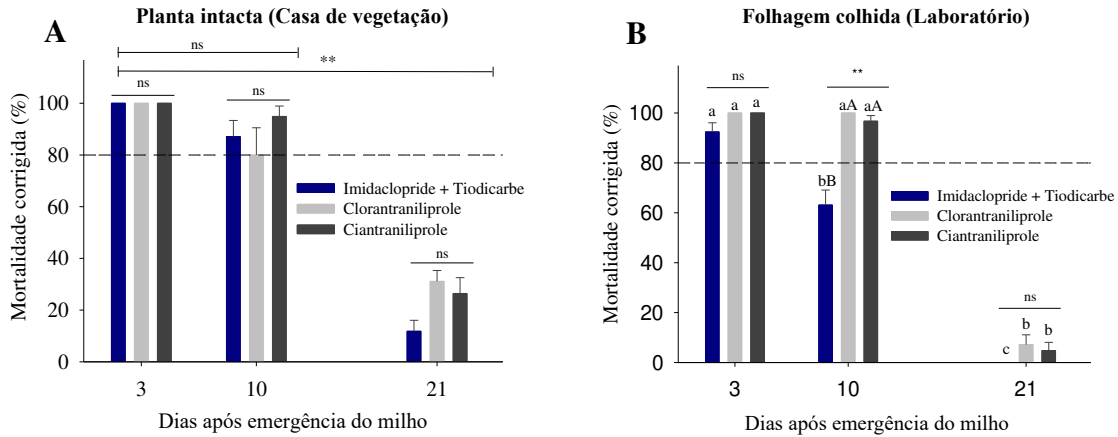 Planta intacta (Casa de vegetação)
A
ns
**
ns
ns
ns
100
80
60
40
20
0
Mortalidade corrigida (%)
Imidaclopride + Tiodicarbe
Clorantraniliprole
Ciantraniliprole
3 10 21
Dias após emergência do milho
Folhagem colhida (Laboratório)
B
ns
**
a a a
aA aA
bB
ns
c b b
100
80
60
40
20
0
Mortalidade corrigida (%)
Imidaclopride + Tiodicarbe
Clorantraniliprole
Ciantraniliprole
3 10 21
Dias após emergência do milho